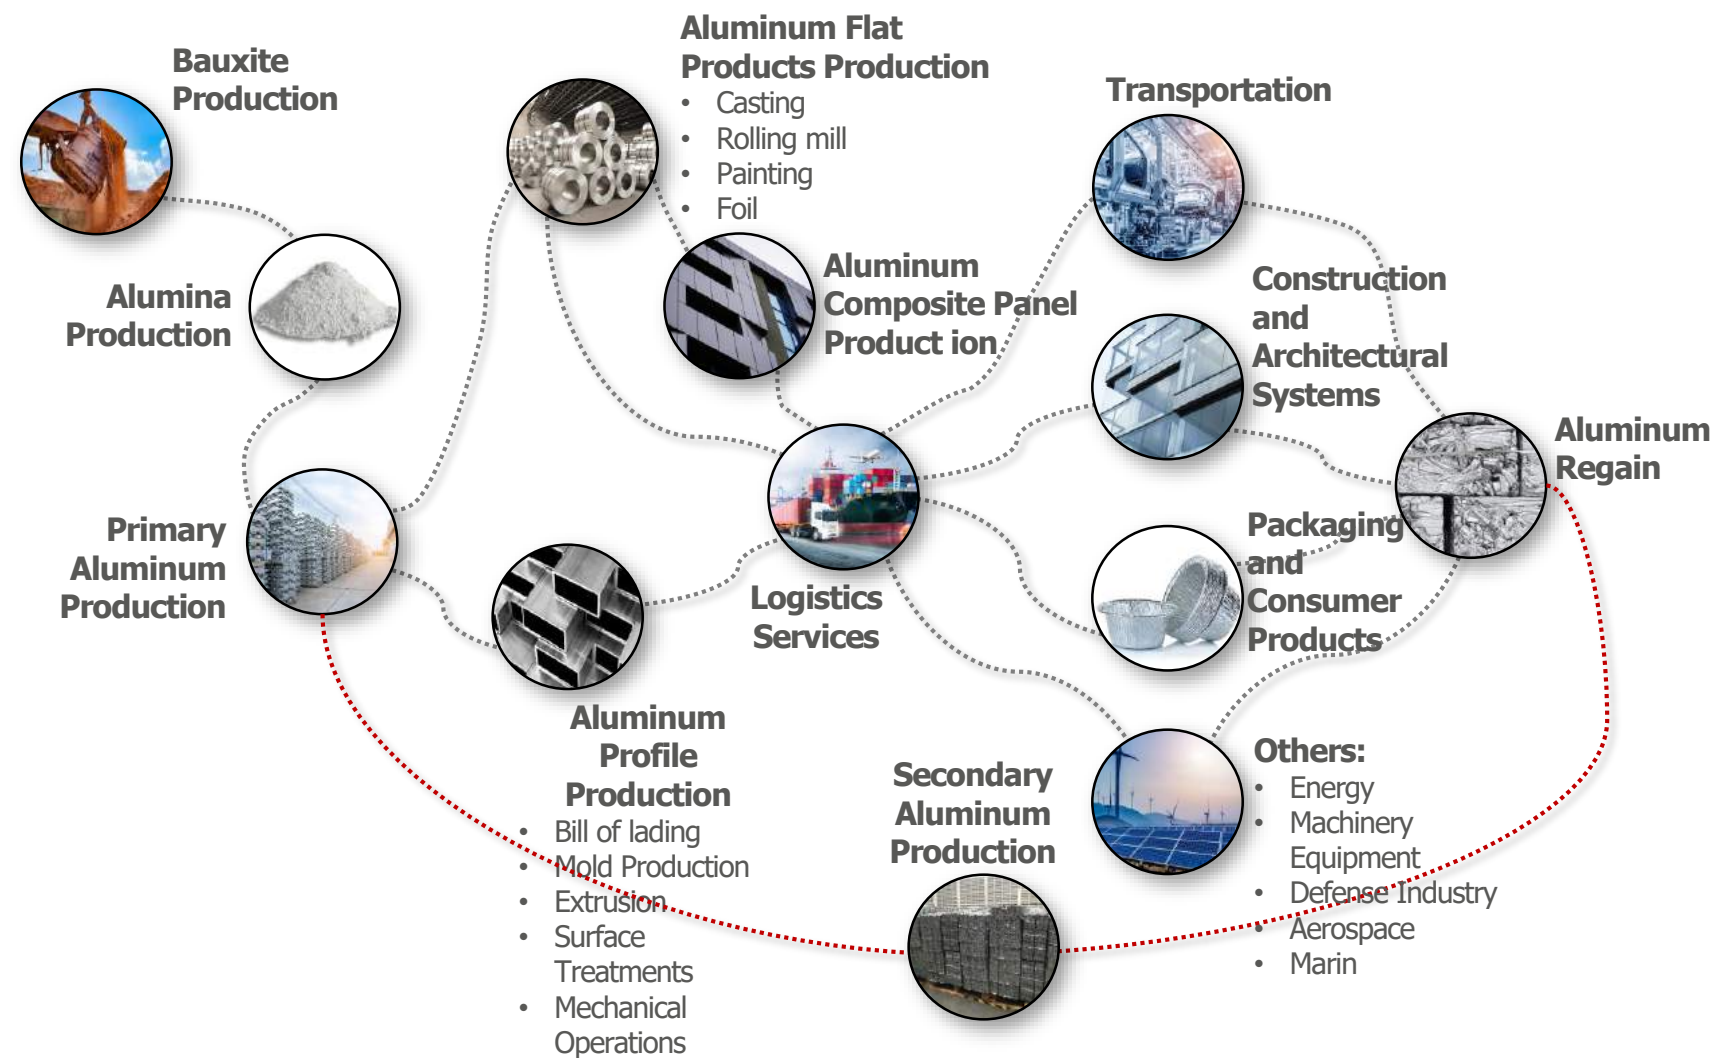 Bauxite
Production
Aluminum Flat
Products Production
• Casting
• Rolling mill
• Painting
• Foil
Transportation
Alumina
Production
Aluminum
Composite Panel
Product ion
Construction
and
Architectural
Systems
Aluminum
Regain
Primary
Aluminum
Production
Logistics
Services
Packaging
and
Consumer
Products
Aluminum
Profile
Production
• Bill of lading
• Mold Production
• Extrusion
• Surface
Treatments
• Mechanical
Operations
Secondary
Aluminum
Production
Others:
• Energy
• Machinery
Equipment
• Defense Industry
• Aerospace
• Marin